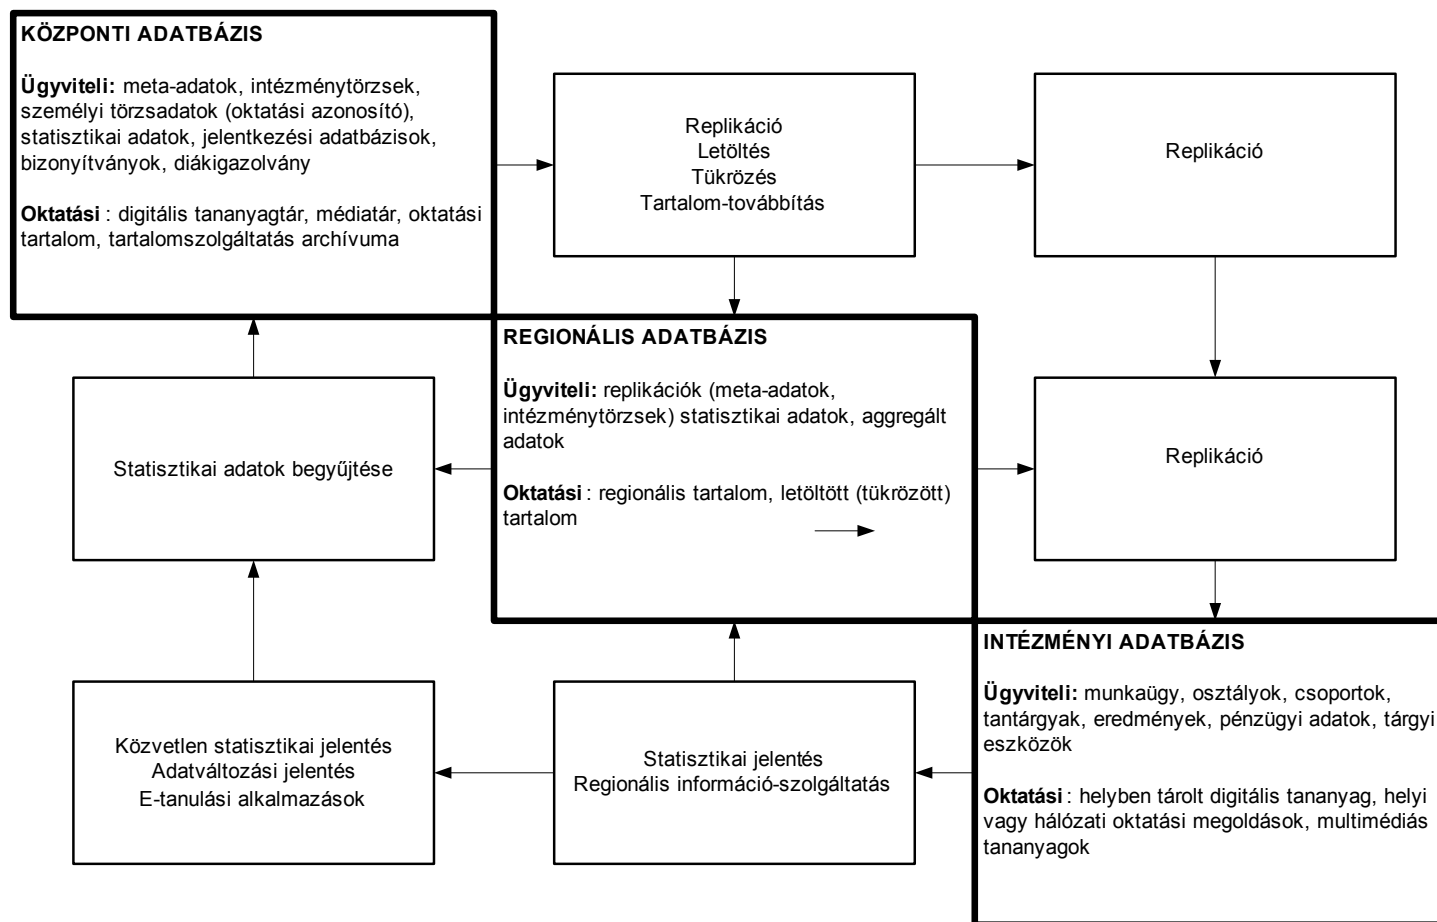 KÖZPONTI ADATBÁZIS
Ügyviteli: meta-adatok, intézménytörzsek,
személyi törzsadatok (oktatási azonosító),
statisztikai adatok, jelentkezési adatbázisok,
bizonyítványok, diákigazolvány
Oktatási : digitális tananyagtár, médiatár, oktatási
tartalom, tartalomszolgáltatás archívuma
Replikáció
Letöltés
Tükrözés
Tartalom-továbbítás
Replikáció
Statisztikai adatok begyűjtése
REGIONÁLIS ADATBÁZIS
Ügyviteli: replikációk (meta-adatok,
intézménytörzsek) statisztikai adatok, aggregált
adatok
Oktatási : regionális tartalom, letöltött (tükrözött)
tartalom
Replikáció
Közvetlen statisztikai jelentés
Adatváltozási jelentés
E-tanulási alkalmazások
Statisztikai jelentés
Regionális információ-szolgáltatás
INTÉZMÉNYI ADATBÁZIS
Ügyviteli: munkaügy, osztályok, csoportok,
tantárgyak, eredmények, pénzügyi adatok, tárgyi
eszközök
Oktatási : helyben tárolt digitális tananyag, helyi
vagy hálózati oktatási megoldások, multimédiás
tananyagok